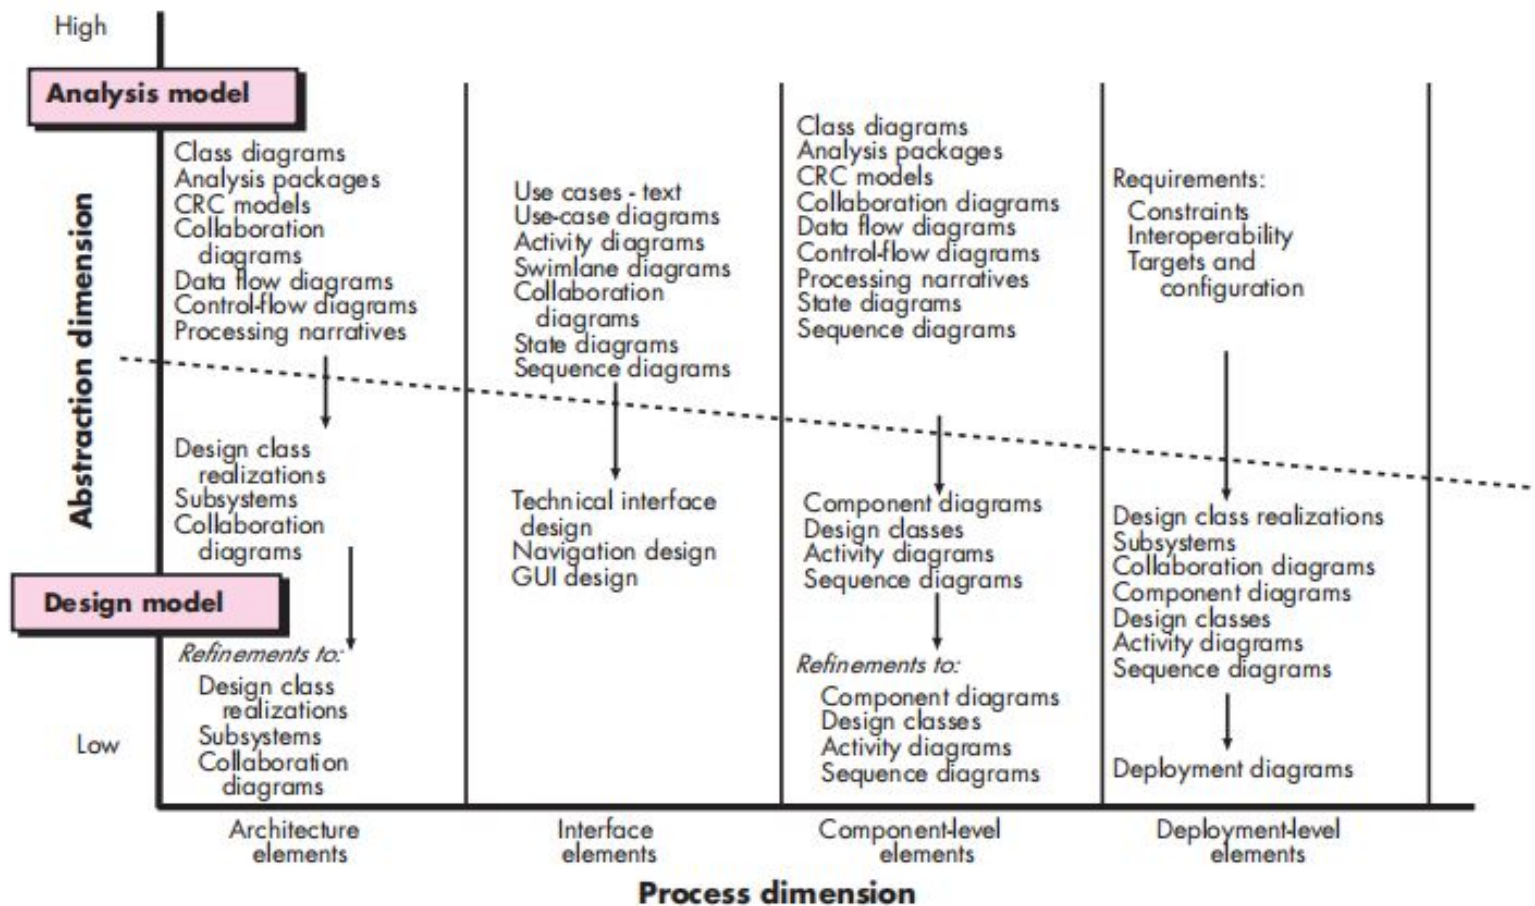 High
Analysis model
Abstraction dimension
Class diagrams
Analysis packages
CRC models
Collaboration
diagrams
Data flow diagrams
Control-flow diagrams
Processing narratives
Design class
realizations
Subsystems
Collaboration
diagrams
Design model
Refinements to:
Design class
realizations
Subsystems
Collaboration
diagrams
Low
Use cases - text
Use-case diagrams
Activity diagrams
Swimlane diagrams
Collaboration
diagrams
State diagrams
Sequence diagrams
Technical interface
design
Navigation design
GUI design
Class diagrams
Analysis packages
CRC models
Collaboration diagrams
Data flow diagrams
Control-flow diagrams
Processing narratives
State diagrams
Sequence diagrams
Component diagrams
Design classes
Activity diagrams
Sequence diagrams
Refinements to:
Component diagrams
Design classes
Activity diagrams
Sequence diagrams
Requirements:
Constraints
Interoperability
Targets and
configuration
Design class realizations
Subsystems
Collaboration diagrams
Component diagrams
Design classes
Activity diagrams
Sequence diagrams
Deployment diagrams
Architecture
elements
Interface
elements
Component-level
elements
Deployment-level
elements
Process dimension